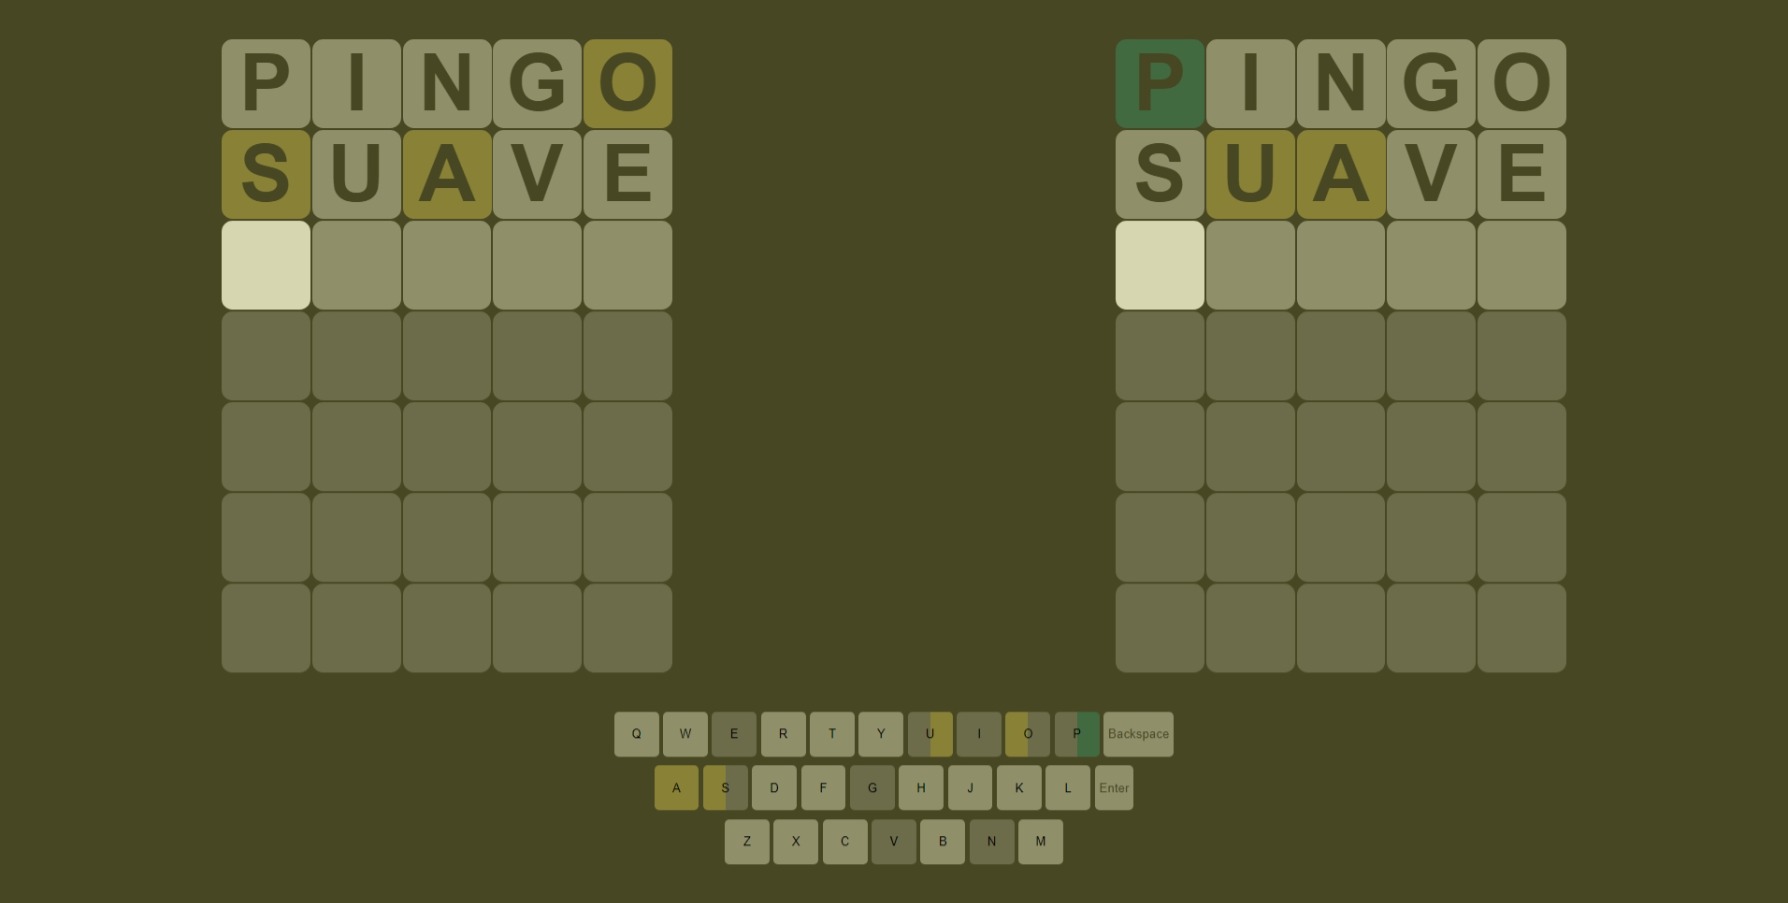 PINGO PINGO
SUAVE SUAVE
Q W E R T Y U I O P Backspace
A S D F G H J K L Enter
Z X C V B N M